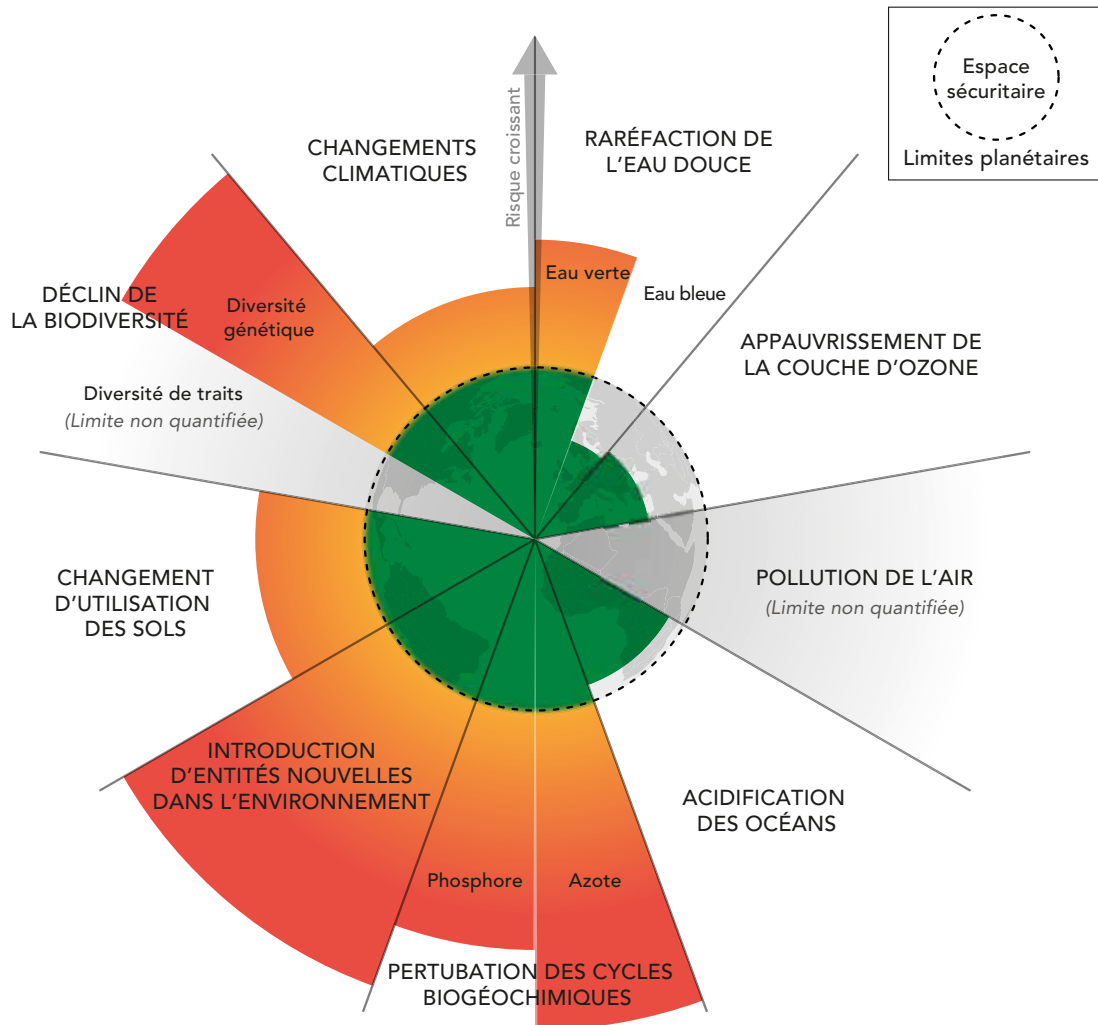 Espace
sécuritaire
Limites planétaires
Risque croissant
CHANGEMENTS
CLIMATIQUES
RARÉFACTION DE
L'EAU DOUCE
Eau verte
Eau bleue
DÉCLIN DE
LA BIODIVERSITÉ
Diversité
génétique
Diversité de traits
(Limite non quantifiée)
APPAUVRISSEMENT DE
LA COUCHE D'OZONE
CHANGEMENT
D'UTILISATION
DES SOLS
POLLUTION DE L'AIR
(Limite non quantifiée)
INTRODUCTION
D'ENTITÉS NOUVELLES
DANS L'ENVIRONNEMENT
ACIDIFICATION
DES OCÉANS
Phosphore
Azote
PERTUBATION DES CYCLES
BIOGÉOCHIMIQUES